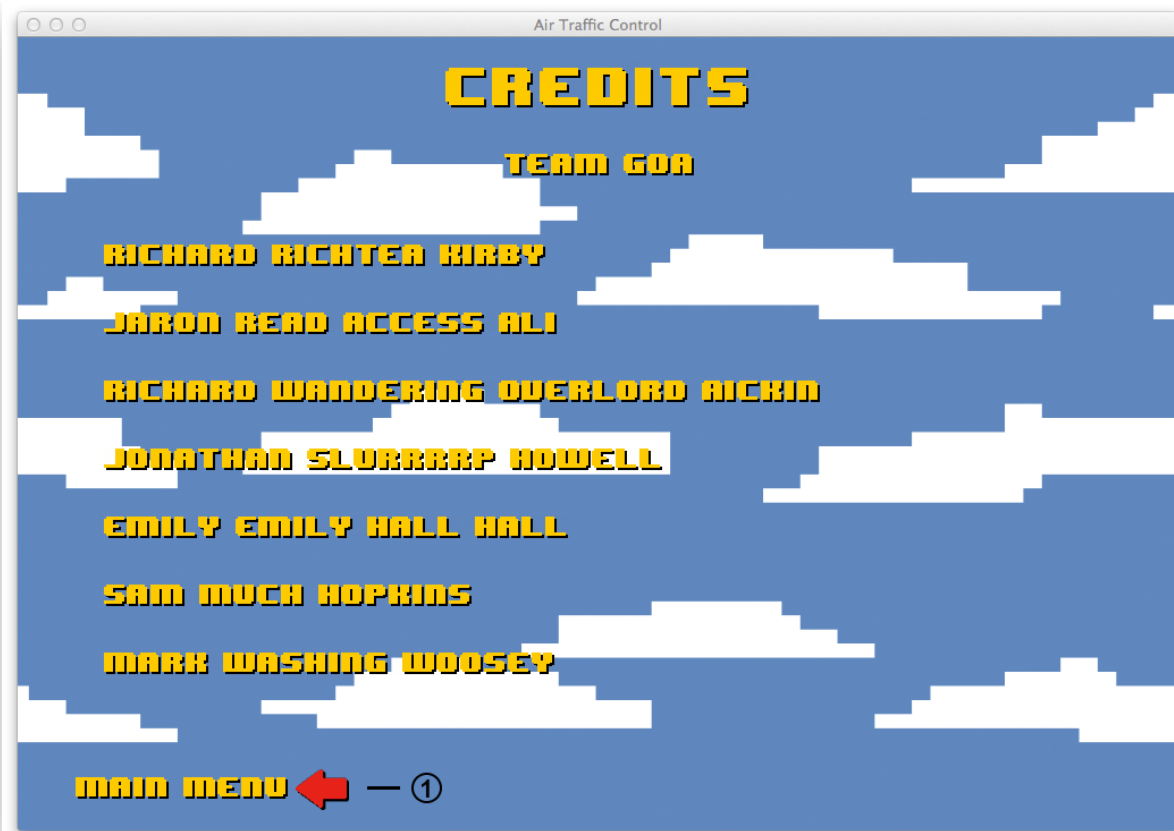 Air Traffic Control
CREDITS
TEAM GOA
RICHARD RICHTEA KIRBY
JARON READ ACCESS ALI
RICHARD WANDERING OVERLORD AICKIN
JONATHAN SLURRRRP HOWELL
EMILY EMILY HALL HALL
SAM MUCH HOPKINS
MARK WASHING WOOSEY
MAIN MENU — ①